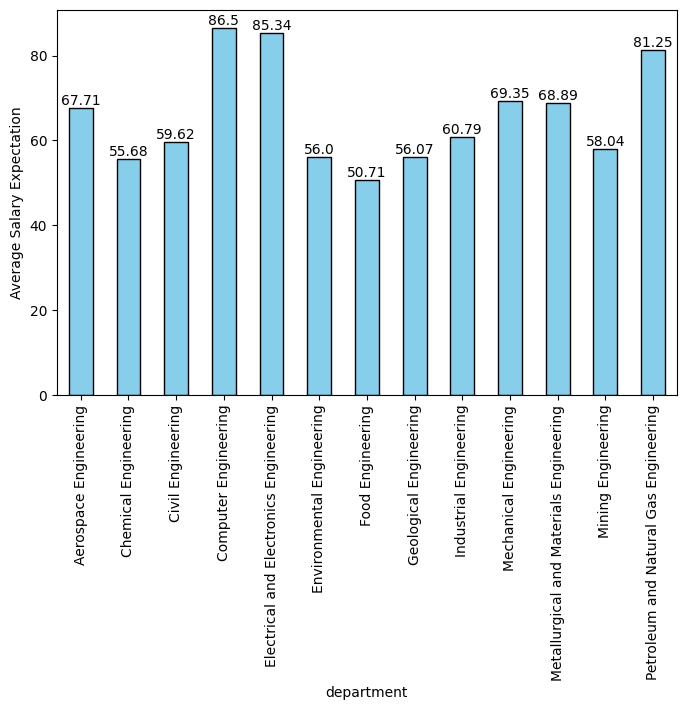 86.5
85.34
81.25
80
69.35
68.89
67.71
60.79
60
59.62
58.04
56.0
56.07
55.68
50.71
40
20
0
Average Salary Expectation
Aerospace Engineering
Chemical Engineering
Civil Engineering
Computer Engineering
Electrical and Electronics Engineering
Environmental Engineering
Food Engineering
Geological Engineering
Industrial Engineering
Mechanical Engineering
Metallurgical and Materials Engineering
Mining Engineering
Petroleum and Natural Gas Engineering
department